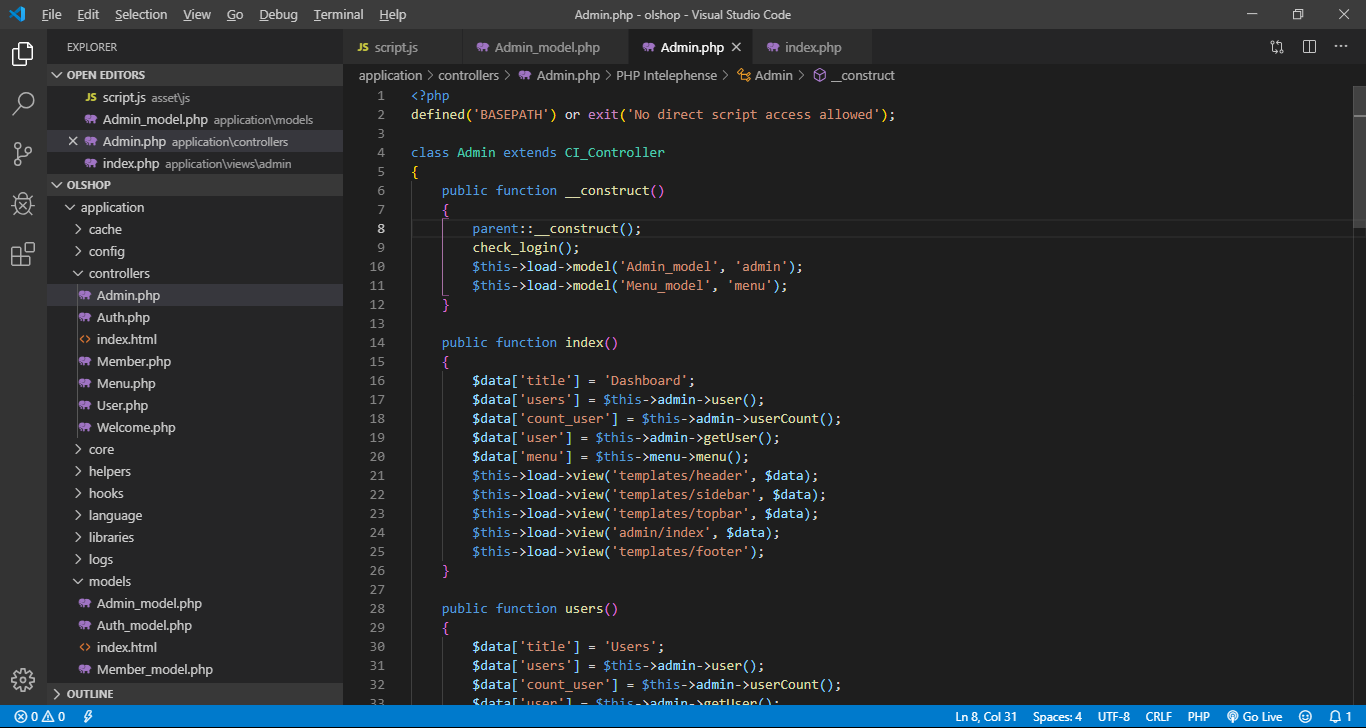 File Edit Selection View Go Debug Terminal Help Admin.php - olshop - Visual Studio Code
EXPLORER
OPEN EDITORS
JS script.js asset\js
Admin_model.php application\models
Admin.php application\controllers
index.php application\views\admin
OLSHOP
application
cache
config
controllers
Admin.php
Auth.php
<> index.html
Member.php
Menu.php
User.php
Welcome.php
core
helpers
hooks
language
libraries
logs
models
Admin_model.php
Auth_model.php
<> index.html
Member_model.php
OUTLINE
JS script.js Admin_model.php Admin.php index.php
application > controllers > Admin.php > PHP Intelephense > Admin > __construct
1 <?php
2 defined('BASEPATH') or exit('No direct script access allowed');
3
4 class Admin extends CI_Controller
5 {
6 public function __construct()
7 {
8 parent::__construct();
9 check_login();
10 $this->load->model('Admin_model', 'admin');
11 $this->load->model('Menu_model', 'menu');
12 }
13
14 public function index()
15 {
16 $data['title'] = 'Dashboard';
17 $data['users'] = $this->admin->user();
18 $data['count_user'] = $this->admin->userCount();
19 $data['user'] = $this->admin->getUser();
20 $data['menu'] = $this->menu->menu();
21 $this->load->view('templates/header', $data);
22 $this->load->view('templates/sidebar', $data);
23 $this->load->view('templates/topbar', $data);
24 $this->load->view('admin/index', $data);
25 $this->load->view('templates/footer');
26 }
27
28 public function users()
29 {
30 $data['title'] = 'Users';
31 $data['users'] = $this->admin->user();
32 $data['count_user'] = $this->admin->userCount();
33 $data['user'] = $this->admin->getUser();
0 0 Ln 8, Col 31 Spaces: 4 UTF-8 CRLF PHP Go Live 1